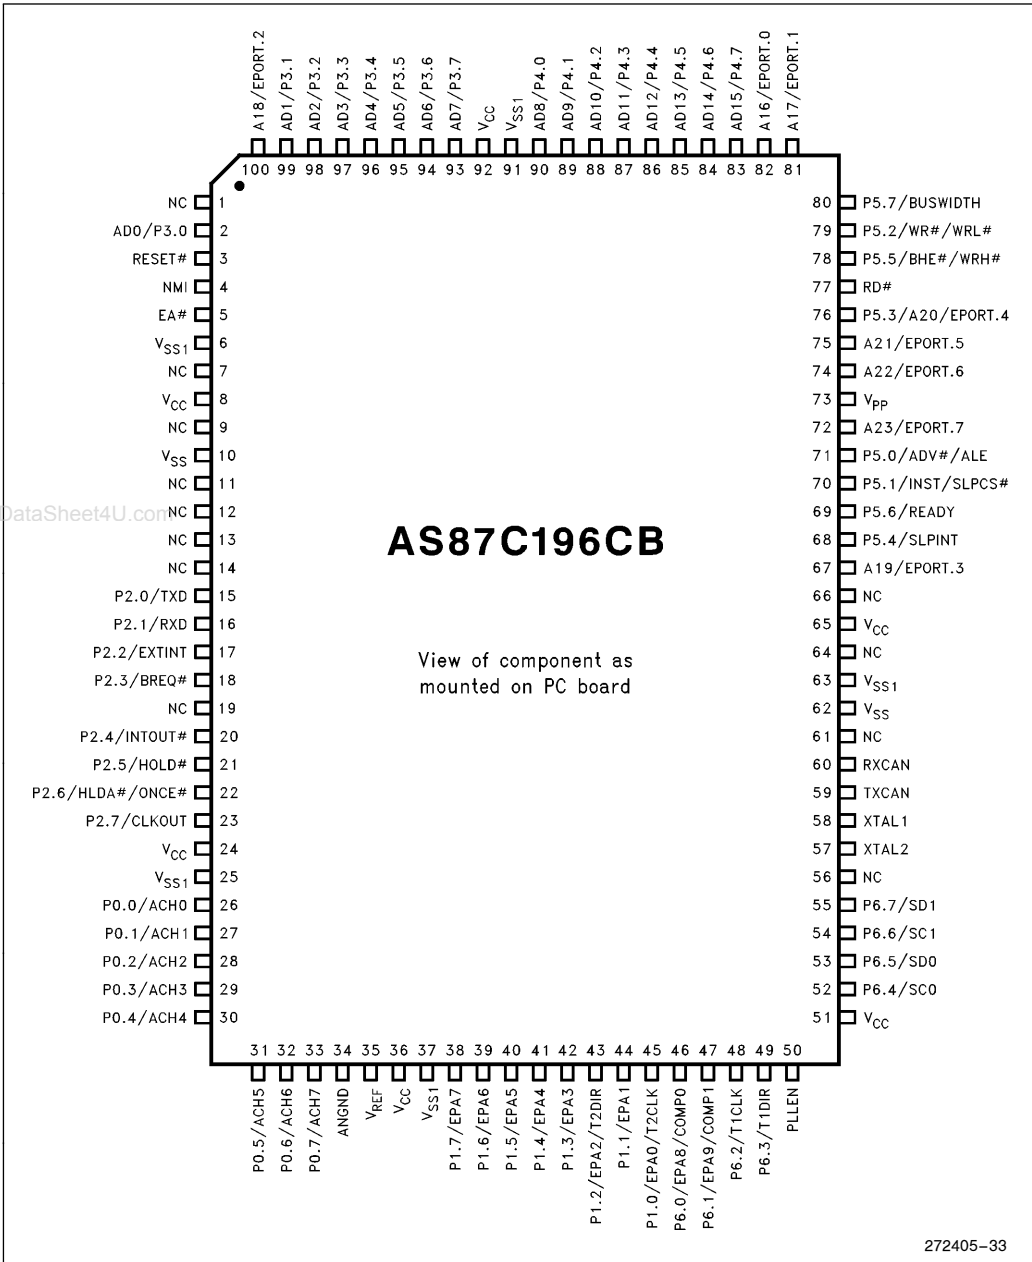 A18/EPORT.2
AD1/P3.1
AD2/P3.2
AD3/P3.3
AD4/P3.4
AD5/P3.5
AD6/P3.6
AD7/P3.7
VCC
VSS1
AD8/P4.0
AD9/P4.1
AD10/P4.2
AD11/P4.3
AD12/P4.4
AD13/P4.5
AD14/P4.6
AD15/P4.7
A16/EPORT.0
A17/EPORT.1
100 99 98 97 96 95 94 93 92 91 90 89 88 87 86 85 84 83 82 81
NC 1
AD0/P3.0 2
RESET# 3
NMI 4
EA# 5
VSS1 6
NC 7
VCC 8
NC 9
VSS 10
NC 11
DataSheet4U.com
NC 12
NC 13
NC 14
P2.0/TXD 15
P2.1/RXD 16
P2.2/EXTINT 17
P2.3/BREQ# 18
NC 19
P2.4/INTOUT# 20
P2.5/HOLD# 21
P2.6/HLDA#/ONCE# 22
P2.7/CLKOUT 23
VCC 24
VSS1 25
P0.0/ACH0 26
P0.1/ACH1 27
P0.2/ACH2 28
P0.3/ACH3 29
P0.4/ACH4 30
AS87C196CB
View of component as
mounted on PC board
80 P5.7/BUSWIDTH
79 P5.2/WR#/WRL#
78 P5.5/BHE#/WRH#
77 RD#
76 P5.3/A20/EPORT.4
75 A21/EPORT.5
74 A22/EPORT.6
73 VPP
72 A23/EPORT.7
71 P5.0/ADV#/ALE
70 P5.1/INST/SLPCS#
69 P5.6/READY
68 P5.4/SLPINT
67 A19/EPORT.3
66 NC
65 VCC
64 NC
63 VSS1
62 VSS
61 NC
60 RXCAN
59 TXCAN
58 XTAL1
57 XTAL2
56 NC
55 P6.7/SD1
54 P6.6/SC1
53 P6.5/SD0
52 P6.4/SC0
51 VCC
31 32 33 34 35 36 37 38 39 40 41 42 43 44 45 46 47 48 49 50
P0.5/ACH5
P0.6/ACH6
P0.7/ACH7
ANGND
VREF
VCC
VSS1
P1.7/EPA7
P1.6/EPA6
P1.5/EPA5
P1.4/EPA4
P1.3/EPA3
P1.2/EPA2/T2DIR
P1.1/EPA1
P1.0/EPA0/T2CLK
P6.0/EPA8/COMP0
P6.1/EPA9/COMP1
P6.2/T1CLK
P6.3/T1DIR
PLLEN
272405-33